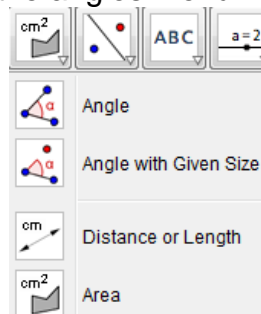 cm²
ABC
a=2
α
Angle
α
Angle with Given Size
cm
Distance or Length
cm²
Area